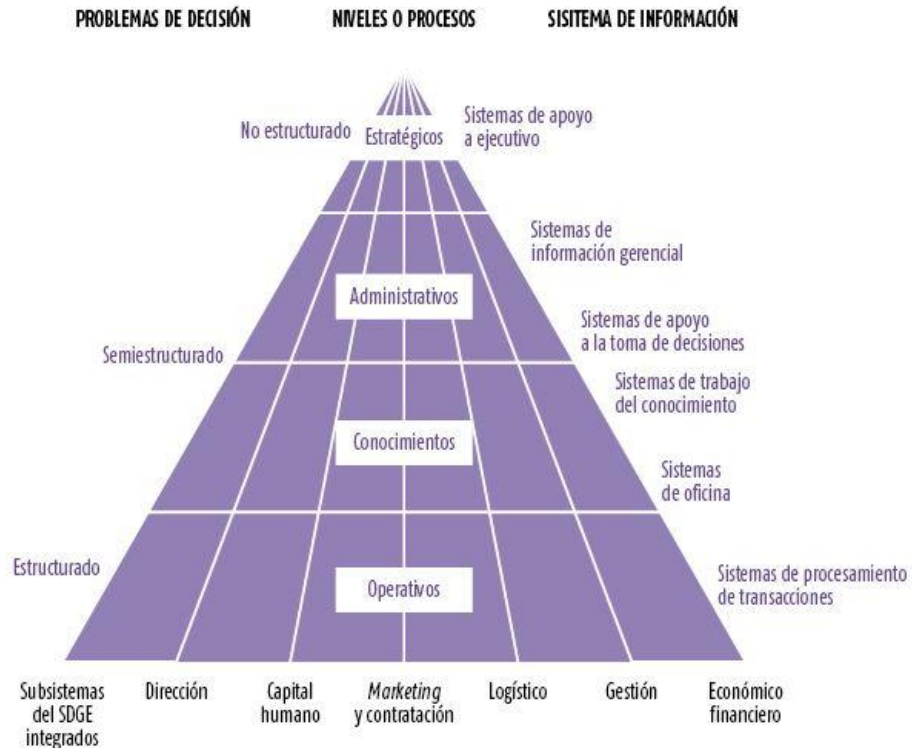 PROBLEMAS DE DECISIÓN
NIVELES O PROCESOS
SISITEMA DE INFORMACIÓN
No estructurado
Estratégicos
Sistemas de apoyo
a ejecutivo
Sistemas de
información gerencial
Administrativos
Sistemas de apoyo
a la toma de decisiones
Semiestructurado
Sistemas de trabajo
del conocimiento
Conocimientos
Sistemas
de oficina
Estructurado
Operativos
Sistemas de procesamiento
de transacciones
Subsistemas
del SDGE
integrados
Dirección
Capital
humano
Marketing
y contratación
Logístico
Gestión
Económico
financiero